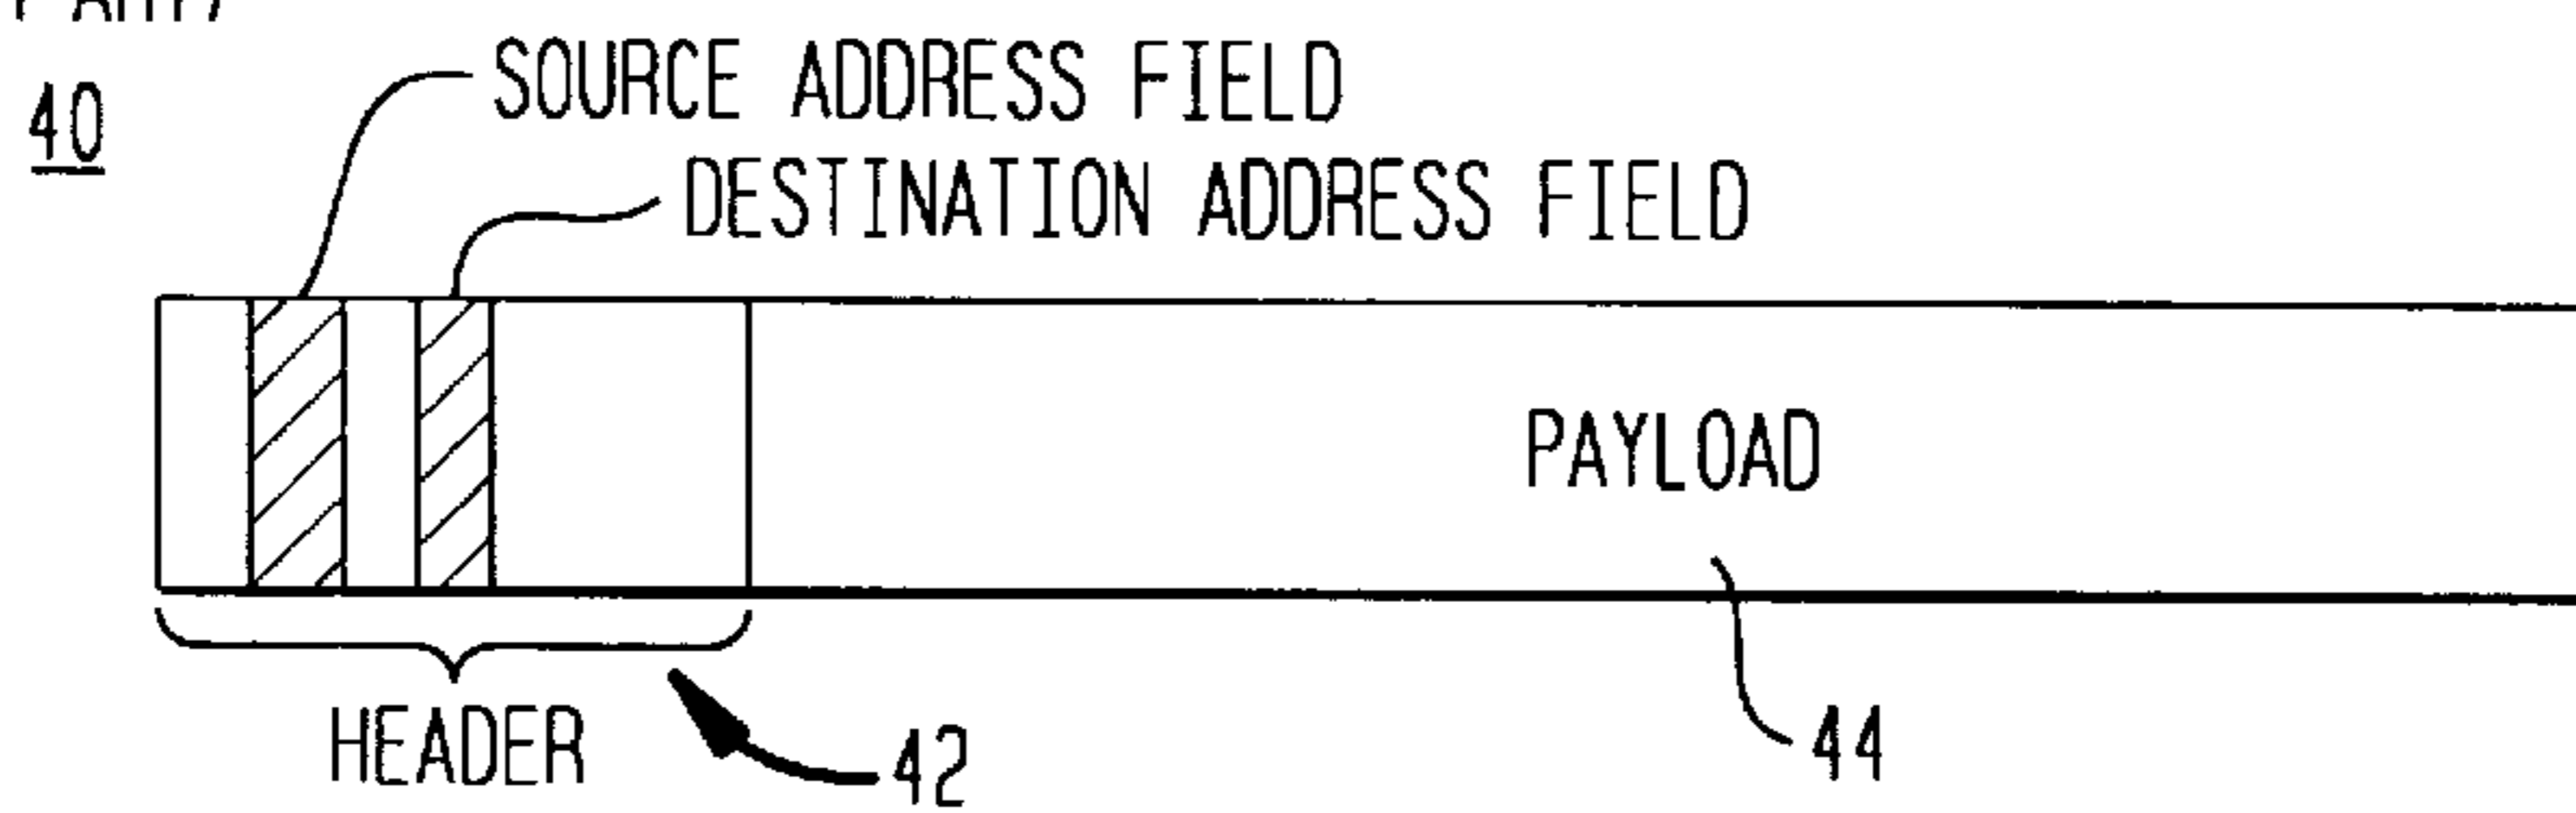 40
SOURCE ADDRESS FIELD
DESTINATION ADDRESS FIELD
PAYLOAD
HEADER
42
44